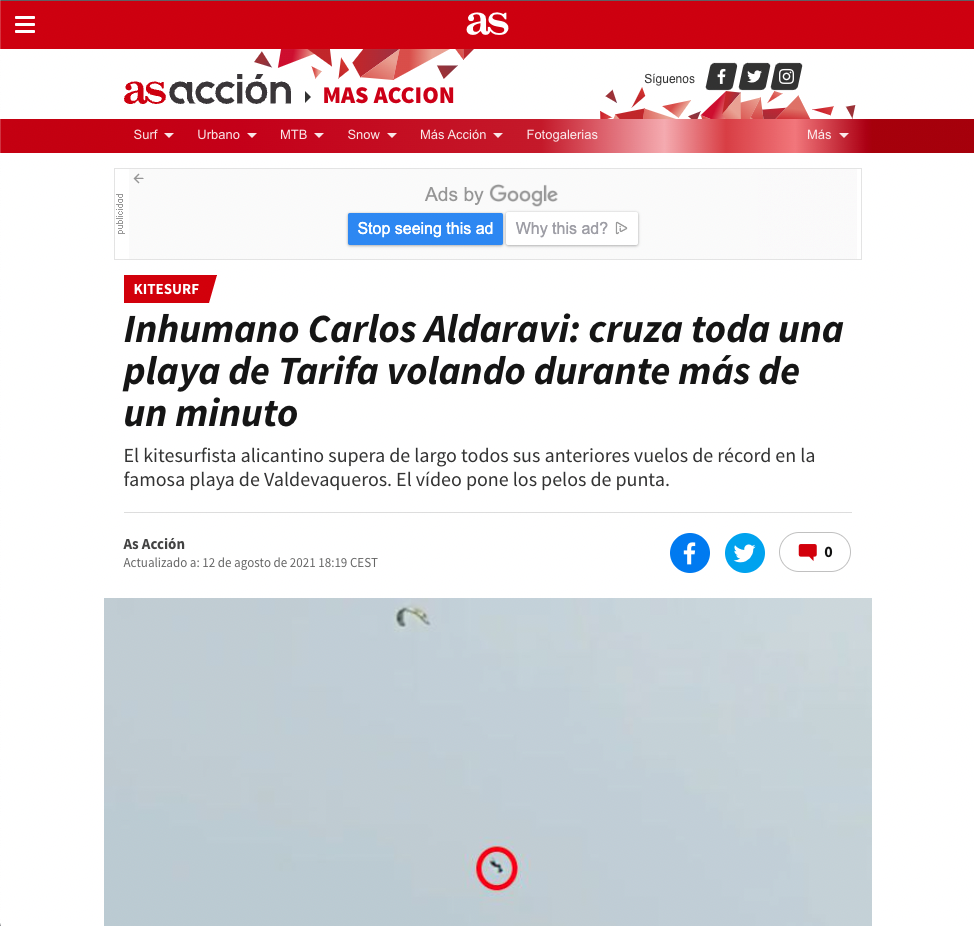 as
asacción MAS ACCION
Síguenos
Surf Urbano MTB Snow Más Acción Fotogalerias Más
publicidad
Ads by Google
Stop seeing this ad Why this ad?
KITESURF
Inhumano Carlos Aldaravi: cruza toda una
playa de Tarifa volando durante más de
un minuto
El kitesurfista alicantino supera de largo todos sus anteriores vuelos de récord en la
famosa playa de Valdevaqueros. El vídeo pone los pelos de punta.
As Acción
Actualizado a: 12 de agosto de 2021 18:19 CEST
0